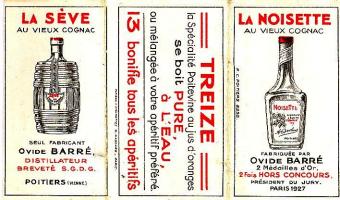 LA SÈVE
AU VIEUX COGNAC
SEUL FABRICANT
OVIDE BARRÉ,
DISTILLATEUR
BREVETÉ S.G.D.G.
POITIERS (VIENNE)
TREIZE
la Spécialité Poitevine au jus d'oranges
se boit PURE,
à L'EAU,
ou mélangée à votre apéritif préféré.
13 bonifie tous les apéritifs
LA NOISETTE
AU VIEUX COGNAC
NOISETTE
FABRIQUÉE PAR
OVIDE BARRÉ
2 Médailles d'Or,
2 Fois HORS CONCOURS,
PRÉSIDENT DU JURY,
PARIS 1927